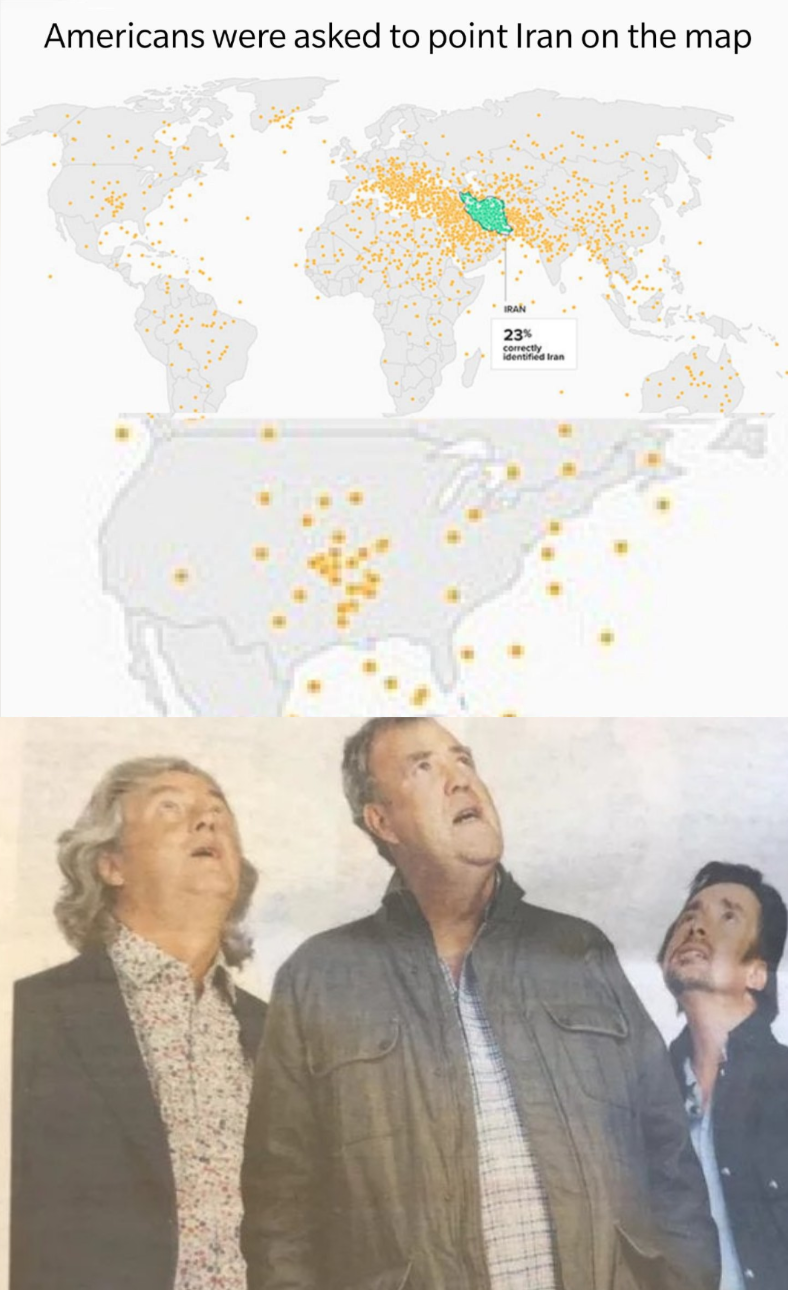 Americans were asked to point Iran on the map
IRAN
23%
correctly
identified Iran